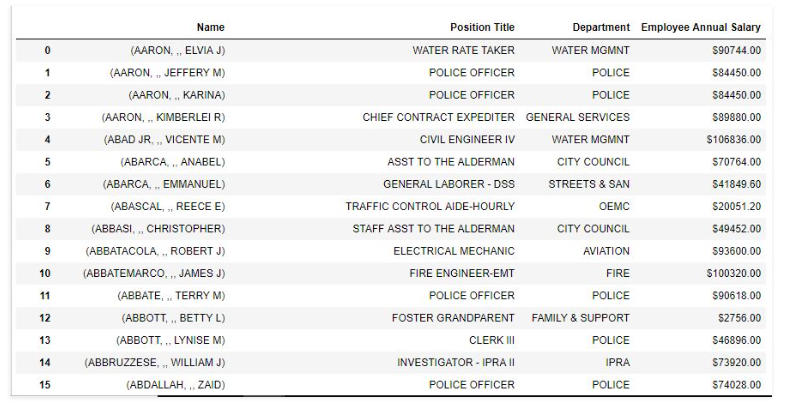 Name Position Title Department Employee Annual Salary
0 (AARON, ,, ELVIA J) WATER RATE TAKER WATER MGMNT $90744.00
1 (AARON, ,, JEFFERY M) POLICE OFFICER POLICE $84450.00
2 (AARON, ,, KARINA) POLICE OFFICER POLICE $84450.00
3 (AARON, ,, KIMBERLEI R) CHIEF CONTRACT EXPEDITER GENERAL SERVICES $89880.00
4 (ABAD JR, ,, VICENTE M) CIVIL ENGINEER IV WATER MGMNT $106836.00
5 (ABARCA, ,, ANABEL) ASST TO THE ALDERMAN CITY COUNCIL $70764.00
6 (ABARCA, ,, EMMANUEL) GENERAL LABORER - DSS STREETS & SAN $41849.60
7 (ABASCAL, ,, REECE E) TRAFFIC CONTROL AIDE-HOURLY OEMC $20051.20
8 (ABBASI, ,, CHRISTOPHER) STAFF ASST TO THE ALDERMAN CITY COUNCIL $49452.00
9 (ABBATACOLA, ,, ROBERT J) ELECTRICAL MECHANIC AVIATION $93600.00
10 (ABBATEMARCO, ,, JAMES J) FIRE ENGINEER-EMT FIRE $100320.00
11 (ABBATE, ,, TERRY M) POLICE OFFICER POLICE $90618.00
12 (ABBOTT, ,, BETTY L) FOSTER GRANDPARENT FAMILY & SUPPORT $2756.00
13 (ABBOTT, ,, LYNISE M) CLERK III POLICE $46896.00
14 (ABBRUZZESE, ,, WILLIAM J) INVESTIGATOR - IPRA II IPRA $73920.00
15 (ABDALLAH, ,, ZAID) POLICE OFFICER POLICE $74028.00